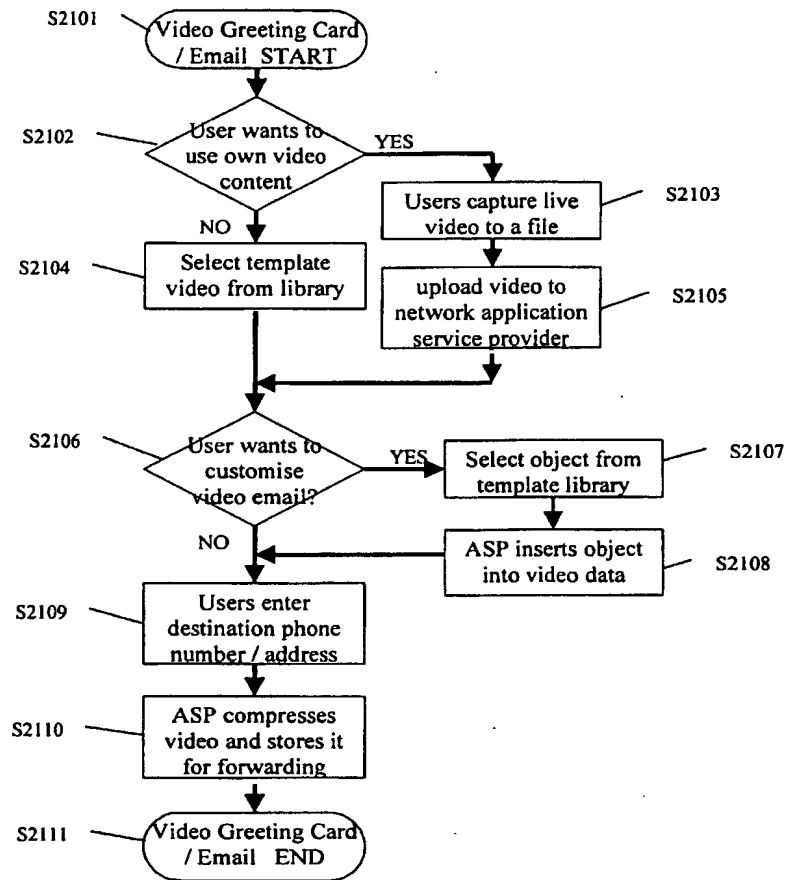 S2101
Video Greeting Card
/ Email START
S2102
User wants to
use own video
content
YES
NO
S2103
Users capture live
video to a file
S2104
Select template
video from library
upload video to
network application
service provider
S2105
S2106
User wants to
customise
video email?
YES
NO
Select object from
template library
S2107
ASP inserts object
into video data
S2108
S2109
Users enter
destination phone
number / address
S2110
ASP compresses
video and stores it
for forwarding
S2111
Video Greeting Card
/ Email END